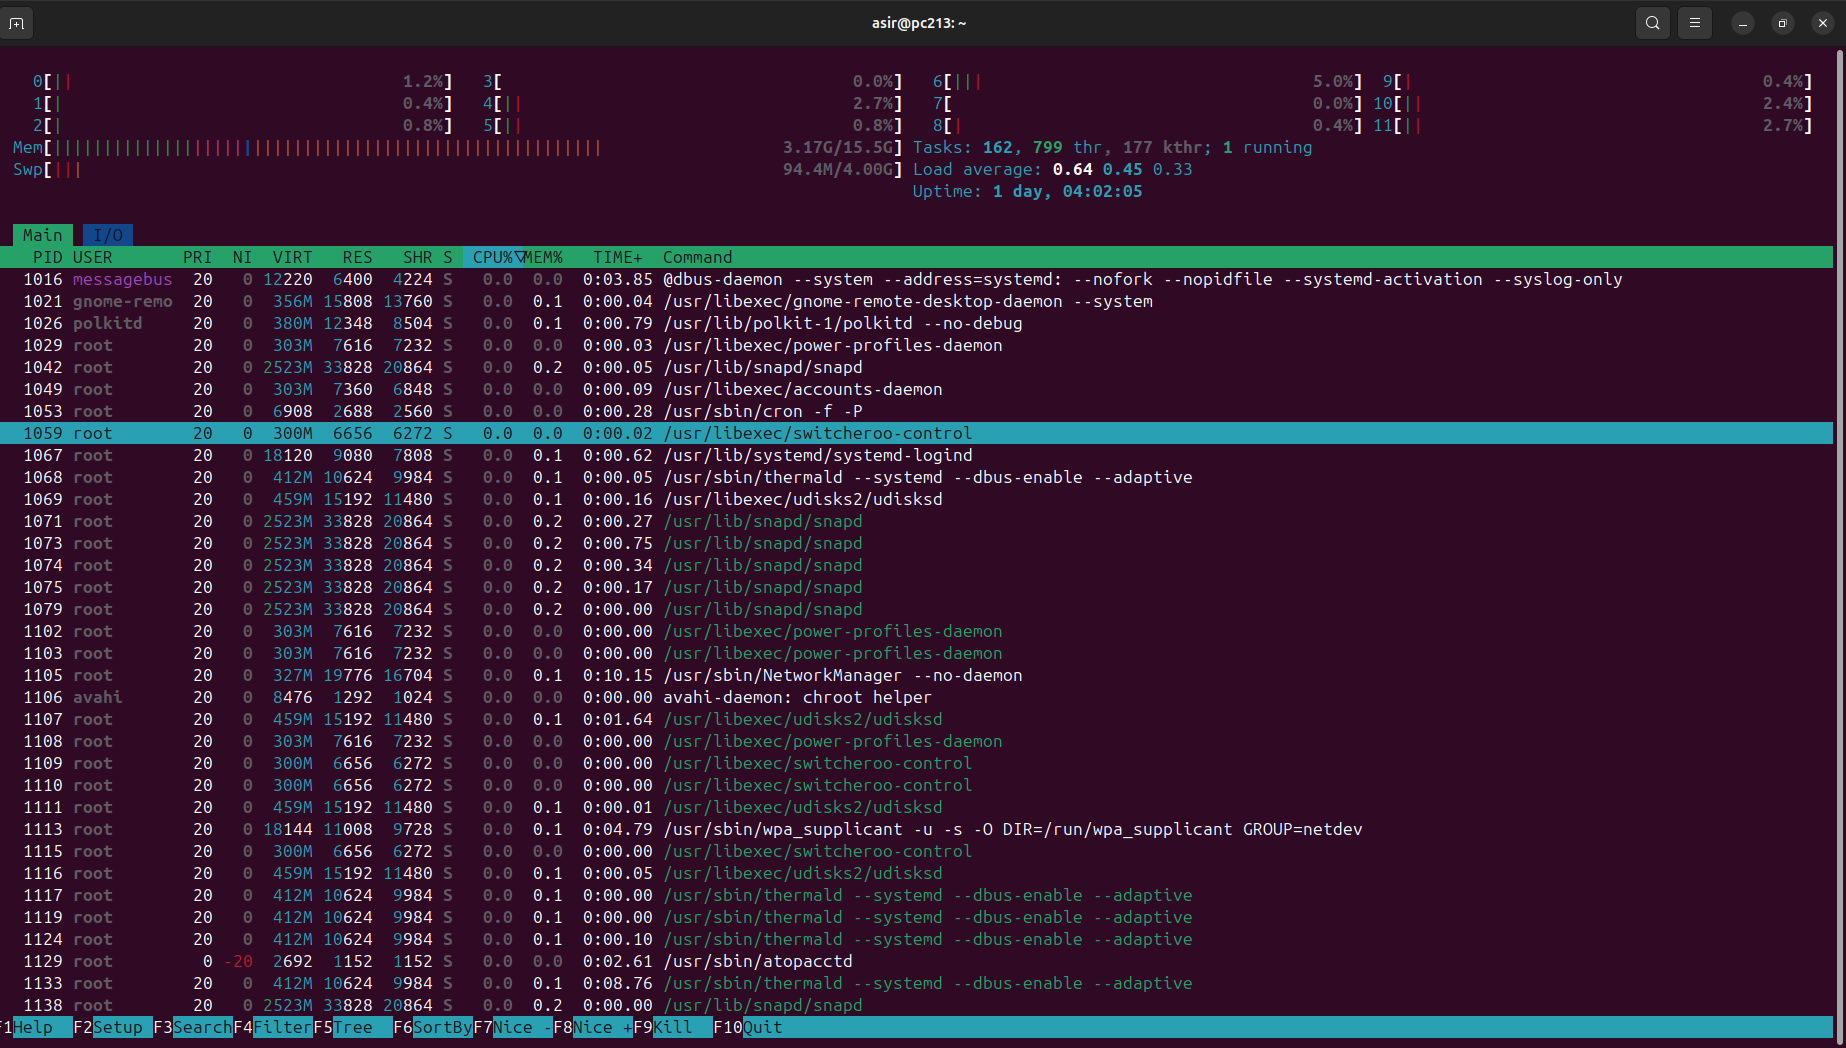 asir@pc213: ~
0[|| 1.2%] 3[ 0.0%] 6[||| 5.0%] 9[| 0.4%]
1[| 0.4%] 4[|| 2.7%] 7[ 0.0%] 10[|| 2.4%]
2[| 0.8%] 5[|| 0.8%] 8[| 0.4%] 11[|| 2.7%]
Mem[||||||||||||||||||||||||||||||||||||||||||||||||||||||| 3.17G/15.5G] Tasks: 162, 799 thr, 177 kthr; 1 running
Swp[||| 94.4M/4.00G] Load average: 0.64 0.45 0.33
Uptime: 1 day, 04:02:05
Main I/O
PID USER PRI NI VIRT RES SHR S CPU%▽MEM% TIME+ Command
1016 messagebus 20 0 12220 6400 4224 S 0.0 0.0 0:03.85 @dbus-daemon --system --address=systemd: --nofork --nopidfile --systemd-activation --syslog-only
1021 gnome-remo 20 0 356M 15808 13760 S 0.0 0.1 0:00.04 /usr/libexec/gnome-remote-desktop-daemon --system
1026 polkitd 20 0 380M 12348 8504 S 0.0 0.1 0:00.79 /usr/lib/polkit-1/polkitd --no-debug
1029 root 20 0 303M 7616 7232 S 0.0 0.0 0:00.03 /usr/libexec/power-profiles-daemon
1042 root 20 0 2523M 33828 20864 S 0.0 0.2 0:00.05 /usr/lib/snapd/snapd
1049 root 20 0 303M 7360 6848 S 0.0 0.0 0:00.09 /usr/libexec/accounts-daemon
1053 root 20 0 6908 2688 2560 S 0.0 0.0 0:00.28 /usr/sbin/cron -f -P
1059 root 20 0 300M 6656 6272 S 0.0 0.0 0:00.02 /usr/libexec/switcheroo-control
1067 root 20 0 18120 9080 7808 S 0.0 0.1 0:00.62 /usr/lib/systemd/systemd-logind
1068 root 20 0 412M 10624 9984 S 0.0 0.1 0:00.05 /usr/sbin/thermald --systemd --dbus-enable --adaptive
1069 root 20 0 459M 15192 11480 S 0.0 0.1 0:00.16 /usr/libexec/udisks2/udisksd
1071 root 20 0 2523M 33828 20864 S 0.0 0.2 0:00.27 /usr/lib/snapd/snapd
1073 root 20 0 2523M 33828 20864 S 0.0 0.2 0:00.75 /usr/lib/snapd/snapd
1074 root 20 0 2523M 33828 20864 S 0.0 0.2 0:00.34 /usr/lib/snapd/snapd
1075 root 20 0 2523M 33828 20864 S 0.0 0.2 0:00.17 /usr/lib/snapd/snapd
1079 root 20 0 2523M 33828 20864 S 0.0 0.2 0:00.00 /usr/lib/snapd/snapd
1102 root 20 0 303M 7616 7232 S 0.0 0.0 0:00.00 /usr/libexec/power-profiles-daemon
1103 root 20 0 303M 7616 7232 S 0.0 0.0 0:00.00 /usr/libexec/power-profiles-daemon
1105 root 20 0 327M 19776 16704 S 0.0 0.1 0:10.15 /usr/sbin/NetworkManager --no-daemon
1106 avahi 20 0 8476 1292 1024 S 0.0 0.0 0:00.00 avahi-daemon: chroot helper
1107 root 20 0 459M 15192 11480 S 0.0 0.1 0:01.64 /usr/libexec/udisks2/udisksd
1108 root 20 0 303M 7616 7232 S 0.0 0.0 0:00.00 /usr/libexec/power-profiles-daemon
1109 root 20 0 300M 6656 6272 S 0.0 0.0 0:00.00 /usr/libexec/switcheroo-control
1110 root 20 0 300M 6656 6272 S 0.0 0.0 0:00.00 /usr/libexec/switcheroo-control
1111 root 20 0 459M 15192 11480 S 0.0 0.1 0:00.01 /usr/libexec/udisks2/udisksd
1113 root 20 0 18144 11008 9728 S 0.0 0.1 0:04.79 /usr/sbin/wpa_supplicant -u -s -O DIR=/run/wpa_supplicant GROUP=netdev
1115 root 20 0 300M 6656 6272 S 0.0 0.0 0:00.00 /usr/libexec/switcheroo-control
1116 root 20 0 459M 15192 11480 S 0.0 0.1 0:00.05 /usr/libexec/udisks2/udisksd
1117 root 20 0 412M 10624 9984 S 0.0 0.1 0:00.00 /usr/sbin/thermald --systemd --dbus-enable --adaptive
1119 root 20 0 412M 10624 9984 S 0.0 0.1 0:00.00 /usr/sbin/thermald --systemd --dbus-enable --adaptive
1124 root 20 0 412M 10624 9984 S 0.0 0.1 0:00.10 /usr/sbin/thermald --systemd --dbus-enable --adaptive
1129 root 0 -20 2692 1152 1152 S 0.0 0.0 0:02.61 /usr/sbin/atopacctd
1133 root 20 0 412M 10624 9984 S 0.0 0.1 0:08.76 /usr/sbin/thermald --systemd --dbus-enable --adaptive
1138 root 20 0 2523M 33828 20864 S 0.0 0.2 0:00.00 /usr/lib/snapd/snapd
F1Help F2Setup F3SearchF4FilterF5Tree F6SortByF7Nice -F8Nice +F9Kill F10Quit